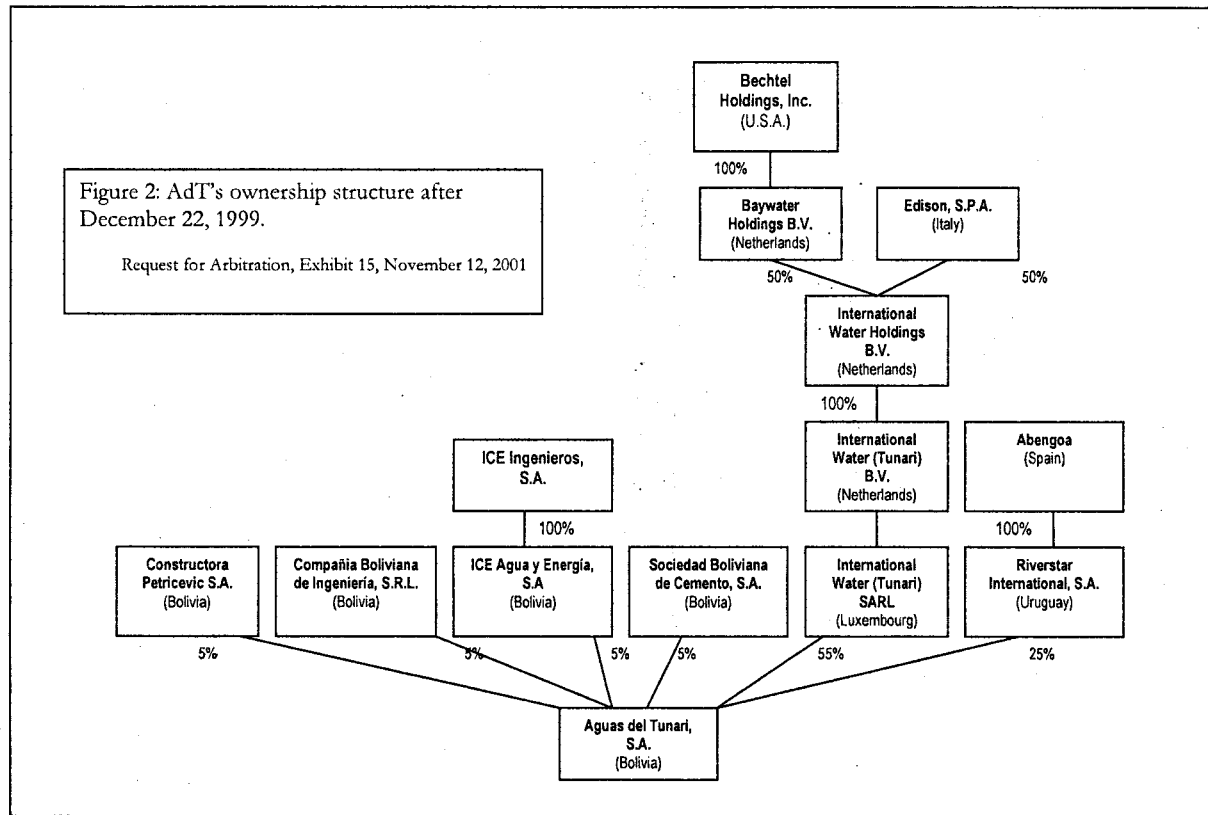 Bechtel
Holdings, Inc.
(U.S.A.)
Figure 2: AdT's ownership structure after
December 22, 1999.
Request for Arbitration, Exhibit 15, November 12, 2001
100%
Baywater
Holdings B.V.
(Netherlands)
Edison, S.P.A.
(Italy)
50%
50%
International
Water Holdings
B.V.
(Netherlands)
100%
ICE Ingenieros,
S.A.
International
Water (Tunari)
B.V.
(Netherlands)
Abengoa
(Spain)
100%
100%
Constructora
Petricevic S.A.
(Bolivia)
Compañia Boliviana
de Ingeniería, S.R.L.
(Bolivia)
ICE Agua y Energía,
S.A
(Bolivia)
Sociedad Boliviana
de Cemento, S.A.
(Bolivia)
International
Water (Tunari)
SARL
(Luxembourg)
Riverstar
International, S.A.
(Uruguay)
5%
5%
5%
5%
55%
25%
Aguas del Tunari,
S.A.
(Bolivia)